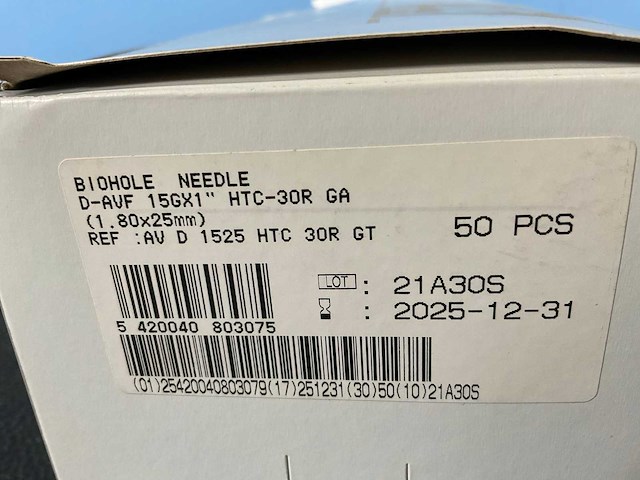 BIOHOLE NEEDLE
D-AVF 15GX1" HTC-30R GA
(1.80x25mm)
REF :AV D 1525 HTC 30R GT
50 PCS
LOT : 21A30S
: 2025-12-31
5 420040 803075
(01)25420040803079(17)251231(30)50(10)21A30S